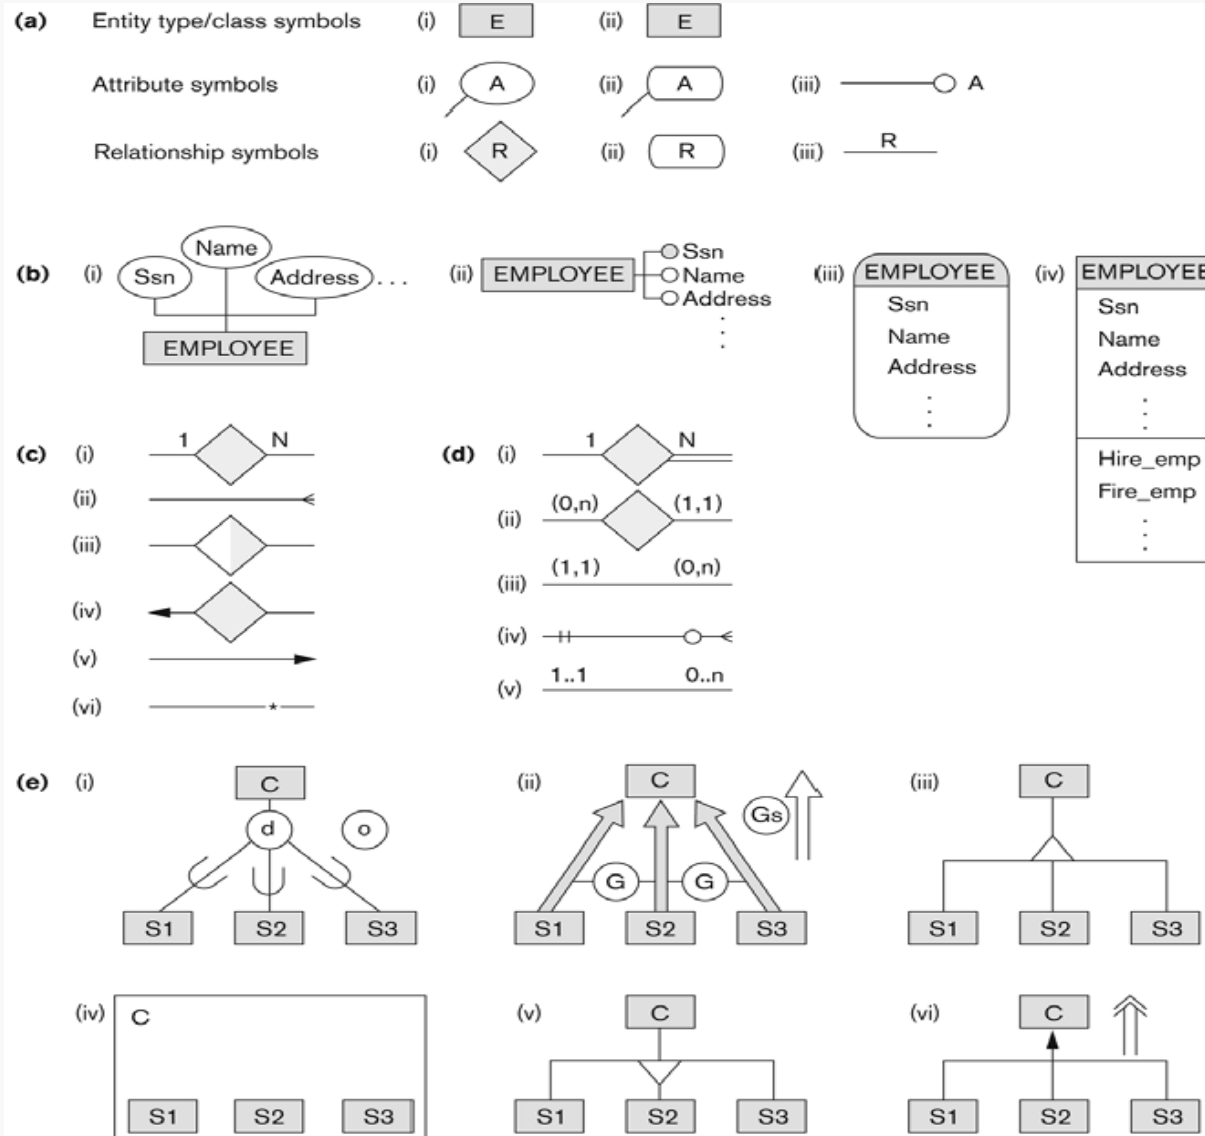 (a) Entity type/class symbols (i) E (ii) E
Attribute symbols (i) A (ii) A (iii) A
Relationship symbols (i) R (ii) R (iii) R
(b) (i) Ssn Name Address . . .
EMPLOYEE
(ii) EMPLOYEE Ssn
Name
Address
(iii) EMPLOYEE
Ssn
Name
Address
(iv) EMPLOYEE
Ssn
Name
Address
Hire_emp
Fire_emp
(c) (i) 1 N
(ii)
(iii)
(iv)
(v)
(vi) *
(d) (i) 1 N
(ii) (0,n) (1,1)
(iii) (1,1) (0,n)
(iv)
(v) 1..1 0..n
(e) (i) C
d o
S1 S2 S3
(ii) C
Gs
G G
S1 S2 S3
(iii) C
S1 S2 S3
(iv) C
S1 S2 S3
(v) C
S1 S2 S3
(vi) C
S1 S2 S3